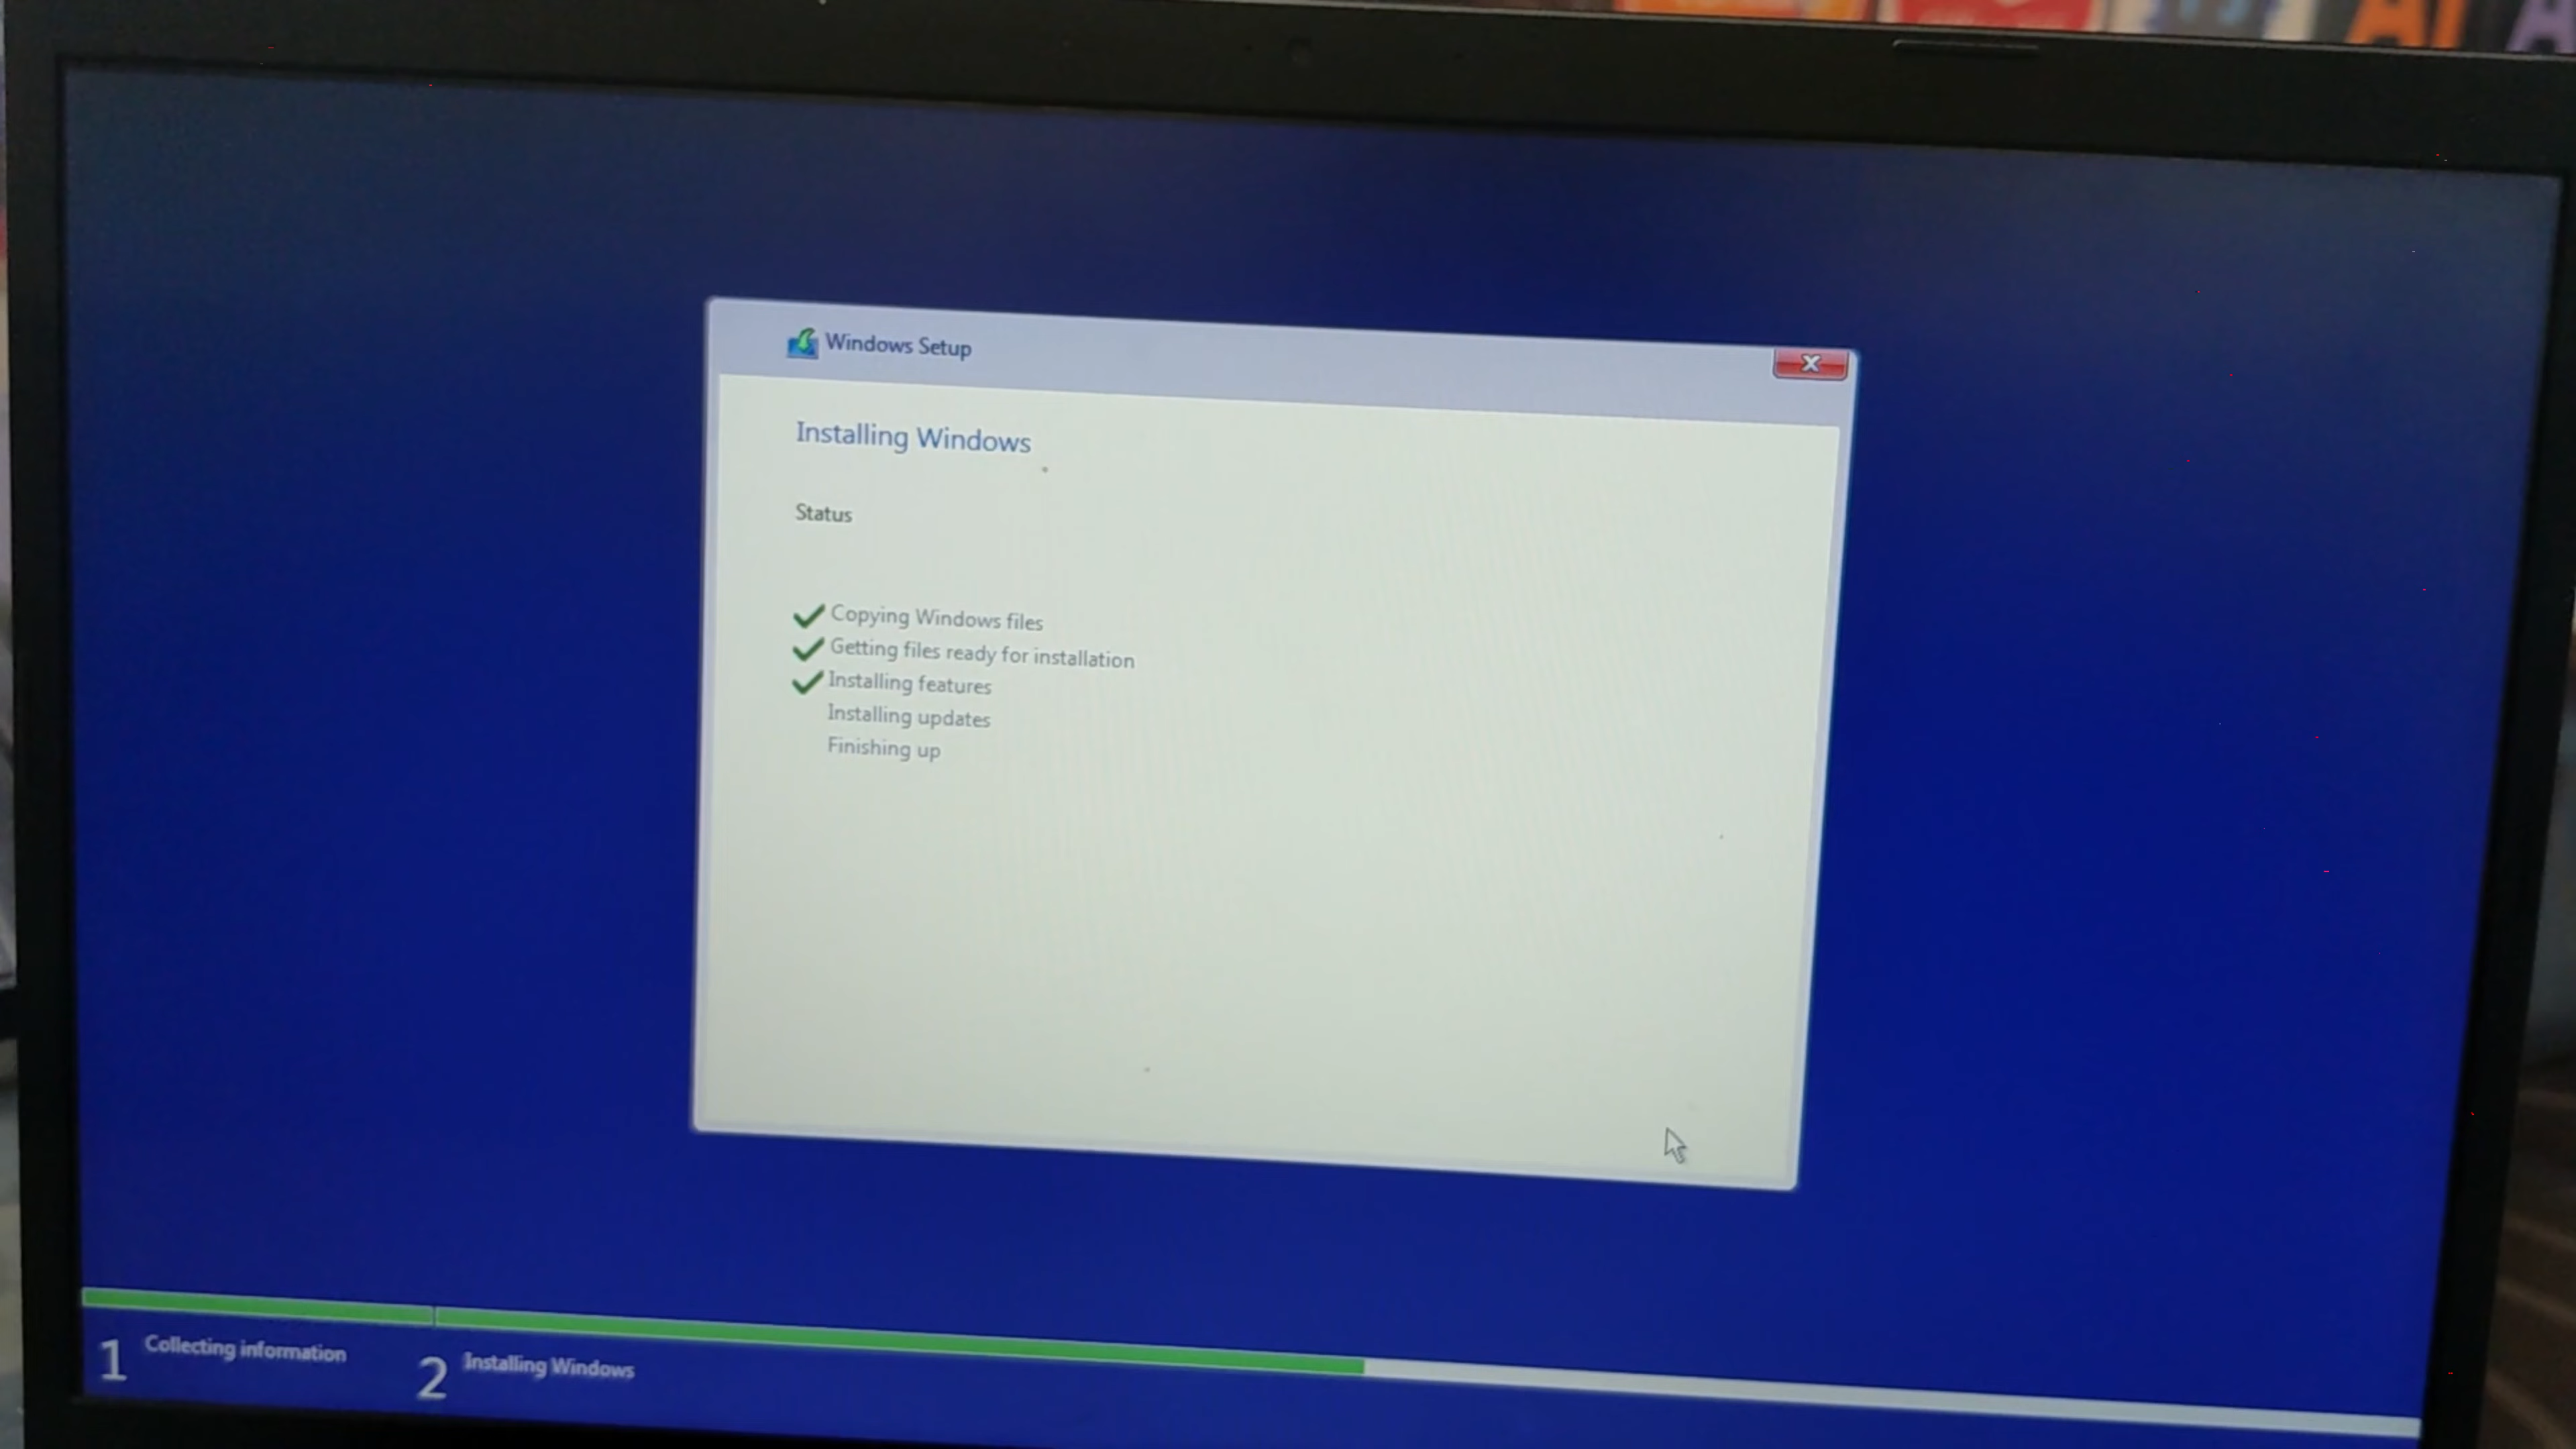 Windows Setup
Installing Windows
Status
Copying Windows files
Getting files ready for installation
Installing features
Installing updates
Finishing up
1 Collecting information
2 Installing Windows